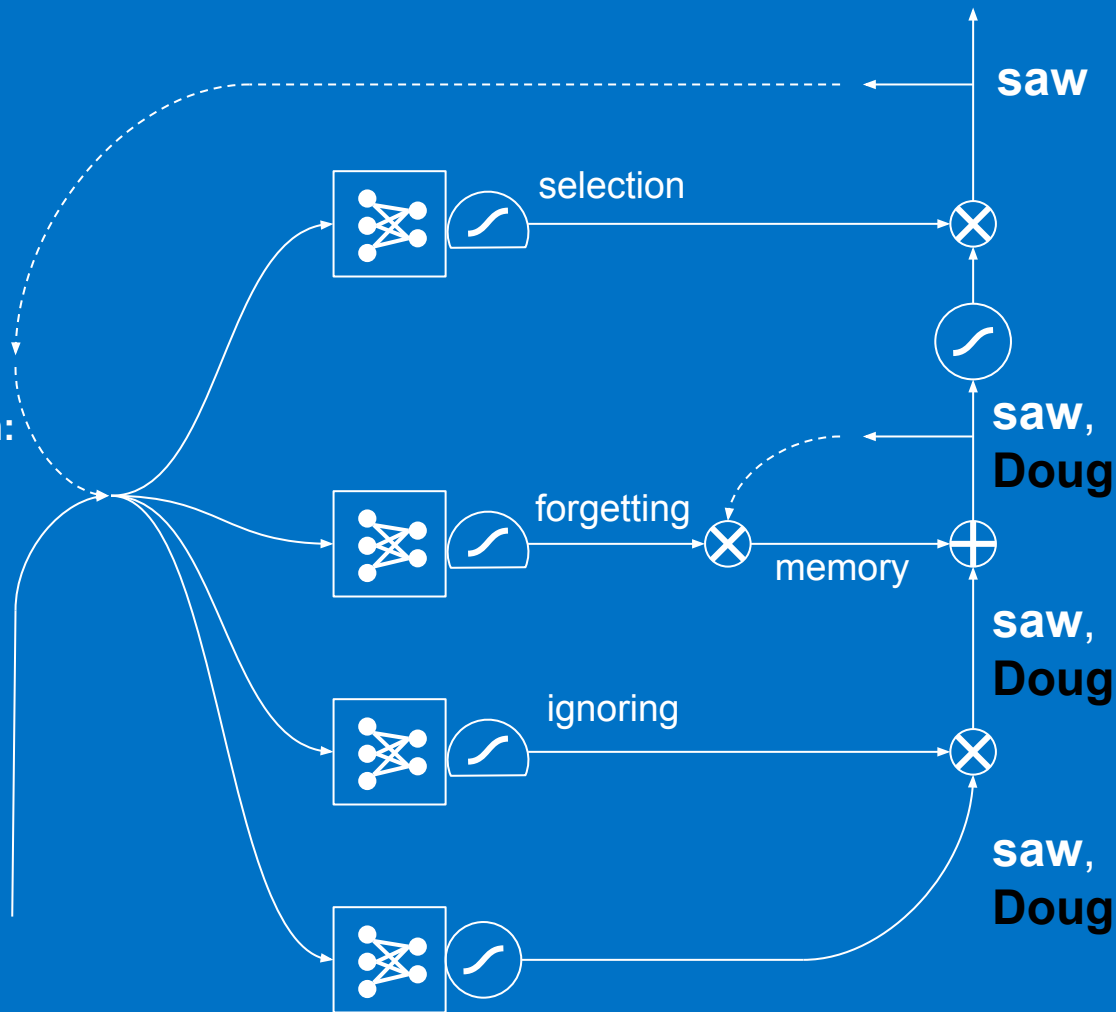 saw
selection
saw,
Doug
forgetting
memory
saw,
Doug
ignoring
saw,
Doug